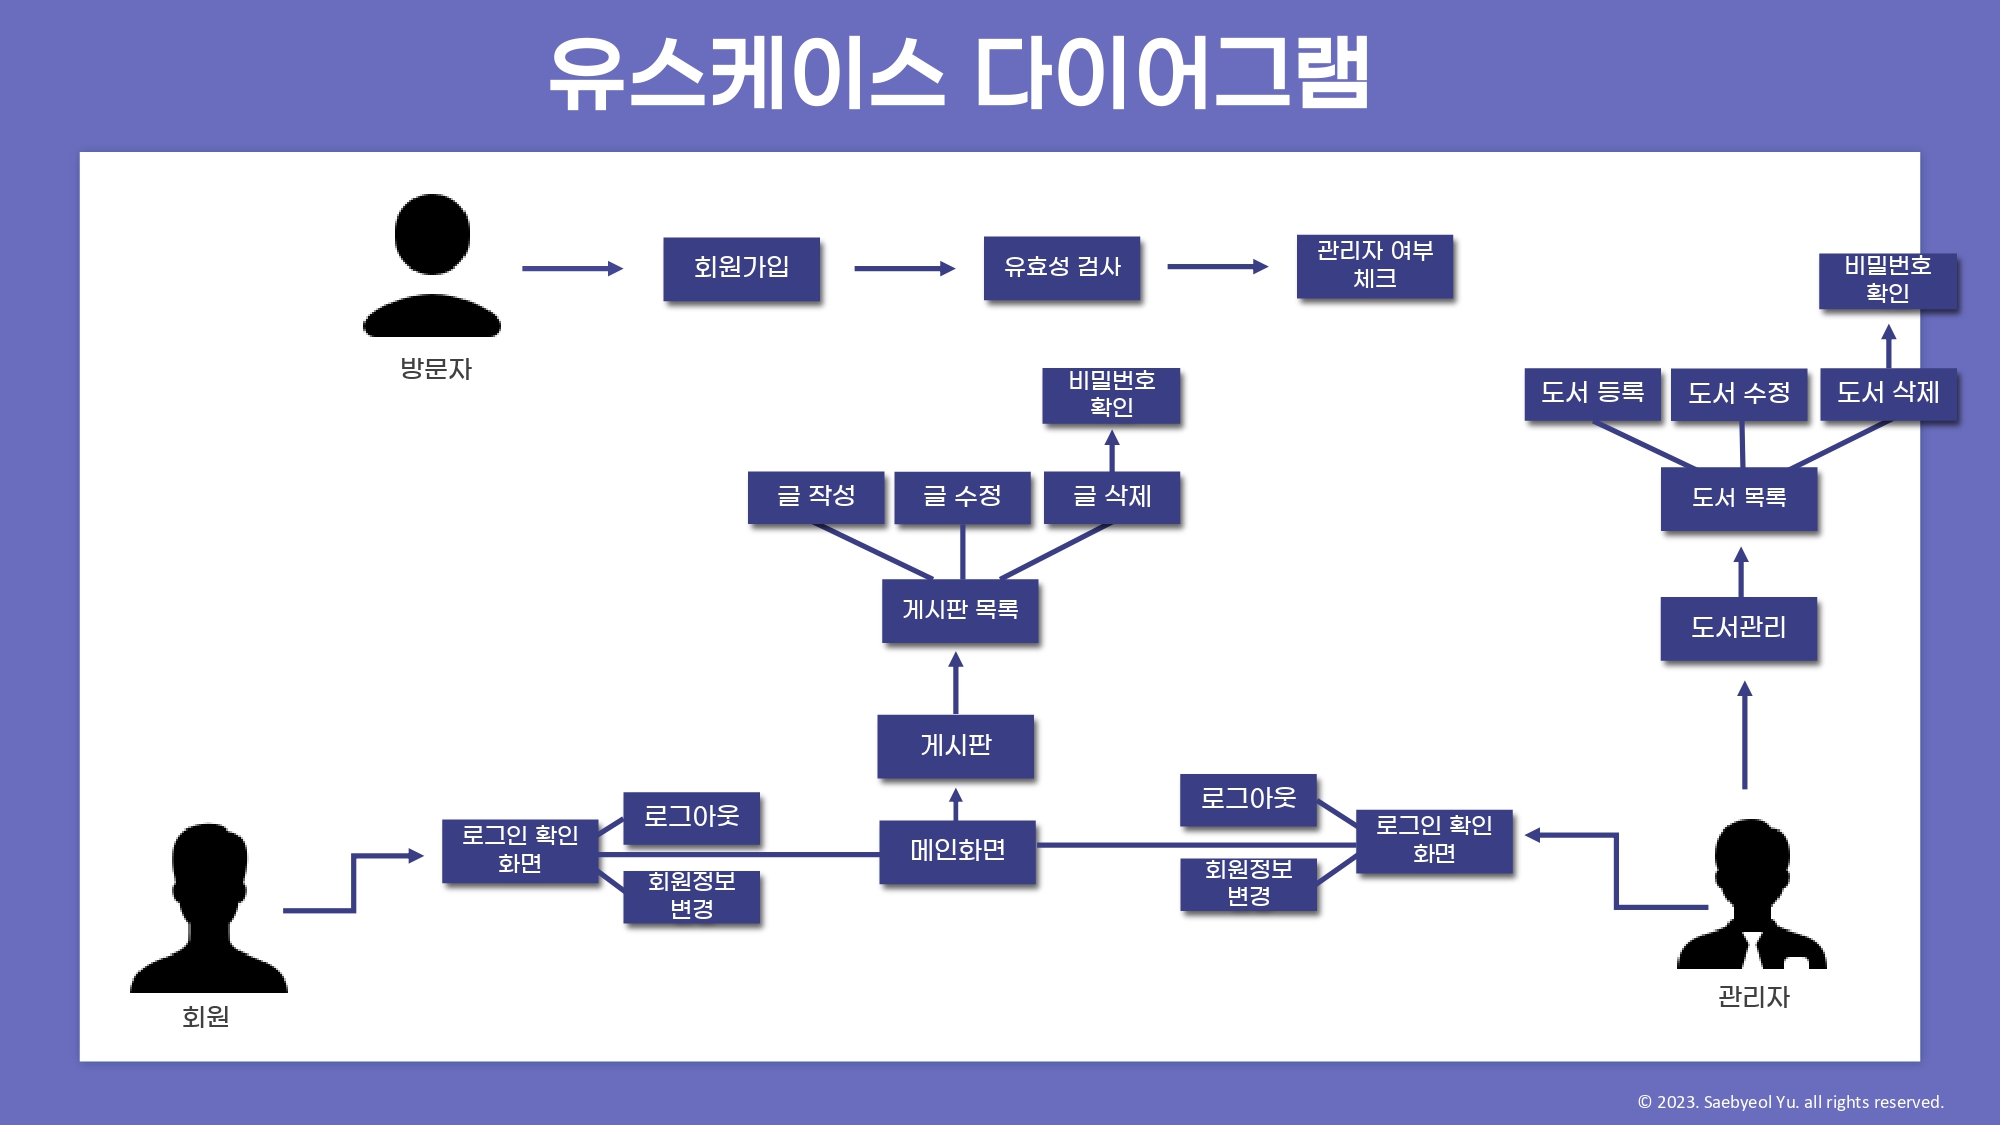 유스케이스 다이어그램
방문자
회원가입
유효성 검사
관리자 여부
체크
비밀번호
확인
도서 등록
도서 수정
도서 삭제
도서 목록
도서관리
비밀번호
확인
글 작성
글 수정
글 삭제
게시판 목록
게시판
메인화면
회원
로그인 확인
화면
로그아웃
회원정보
변경
로그아웃
회원정보
변경
로그인 확인
화면
관리자
© 2023. Saebyeol Yu. all rights reserved.